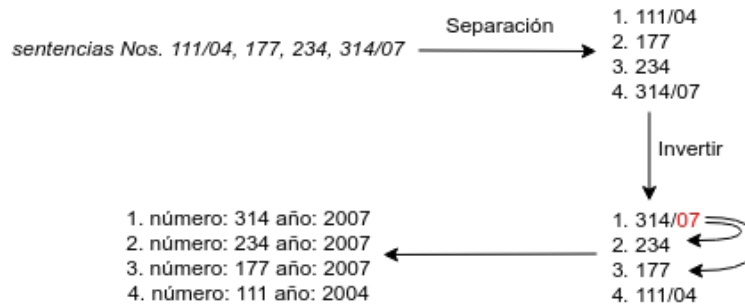 sentencias Nos. 111/04, 177, 234, 314/07
Separación
1. 111/04
2. 177
3. 234
4. 314/07
Invertir
1. 314/07
2. 234
3. 177
4. 111/04
1. número: 314 año: 2007
2. número: 234 año: 2007
3. número: 177 año: 2007
4. número: 111 año: 2004